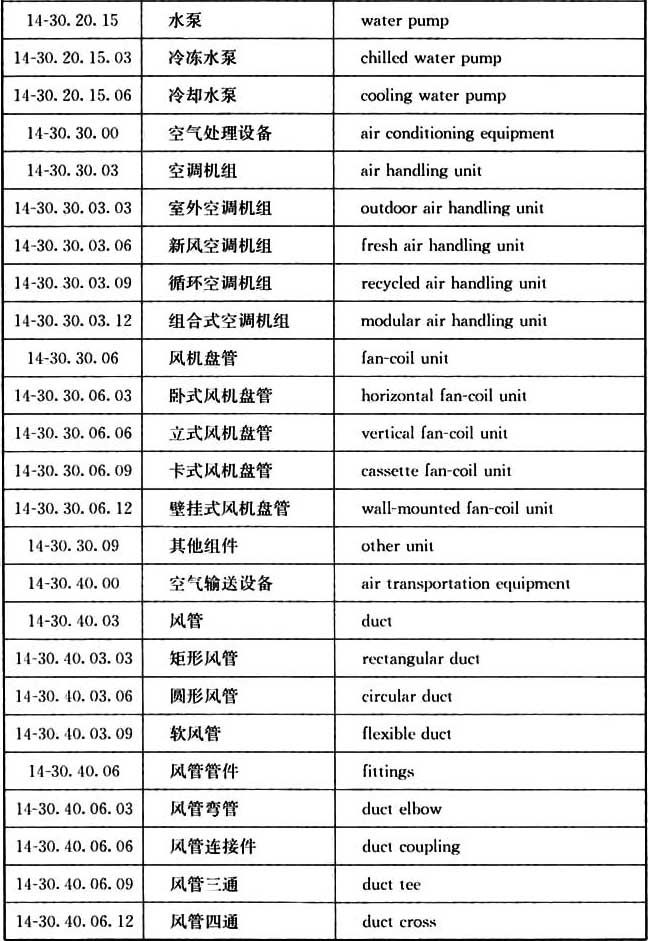 14-30. 20. 15 水泵 water pump
14-30. 20. 15. 03 冷冻水泵 chilled water pump
14-30. 20. 15. 06 冷却水泵 cooling water pump
14-30. 30. 00 空气处理设备 air conditioning equipment
14-30. 30. 03 空调机组 air handling unit
14-30. 30. 03. 03 室外空调机组 outdoor air handling unit
14-30. 30. 03. 06 新风空调机组 fresh air handling unit
14-30. 30. 03. 09 循环空调机组 recycled air handling unit
14-30. 30. 03. 12 组合式空调机组 modular air handling unit
14-30. 30. 06 风机盘管 fan-coil unit
14-30. 30. 06. 03 卧式风机盘管 horizontal fan-coil unit
14-30. 30. 06. 06 立式风机盘管 vertical fan-coil unit
14-30. 30. 06. 09 卡式风机盘管 cassette fan-coil unit
14-30. 30. 06. 12 壁挂式风机盘管 wall-mounted fan-coil unit
14-30. 30. 09 其他组件 other unit
14-30. 40. 00 空气输送设备 air transportation equipment
14-30. 40. 03 风管 duct
14-30. 40. 03. 03 矩形风管 rectangular duct
14-30. 40. 03. 06 圆形风管 circular duct
14-30. 40. 03. 09 软风管 flexible duct
14-30. 40. 06 风管管件 fittings
14-30. 40. 06. 03 风管弯管 duct elbow
14-30. 40. 06. 06 风管连接件 duct coupling
14-30. 40. 06. 09 风管三通 duct tee
14-30. 40. 06. 12 风管四通 duct cross